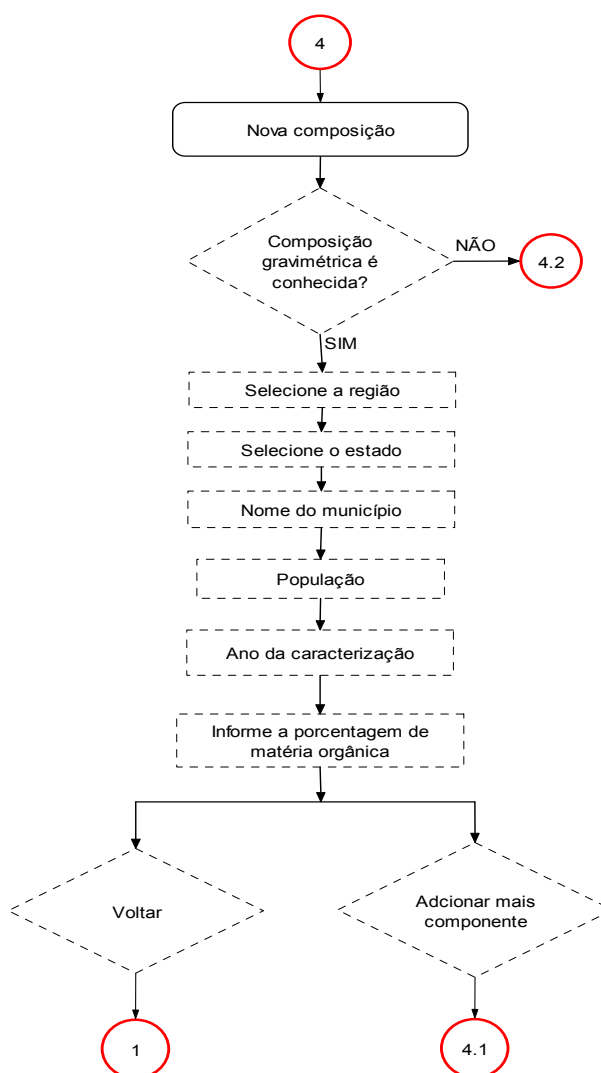 4
Nova composição
Composição
gravimétrica é
conhecida?
NÃO
4.2
SIM
Selecione a região
Selecione o estado
Nome do município
Populção
Ano da caracterização
Informe a porcentagem de
matéria orgânica
Voltar
Adcionar mais
componente
1
4.1